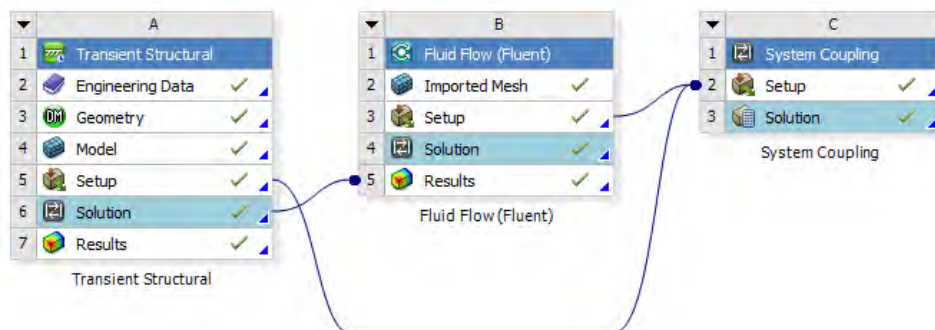 A
1 Transient Structural
2 Engineering Data
3 DM Geometry
4 Model
5 Setup
6 Solution
7 Results
Transient Structural
B
1 Fluid Flow (Fluent)
2 Imported Mesh
3 Setup
4 Solution
5 Results
Fluid Flow (Fluent)
C
1 System Coupling
2 Setup
3 Solution
System Coupling